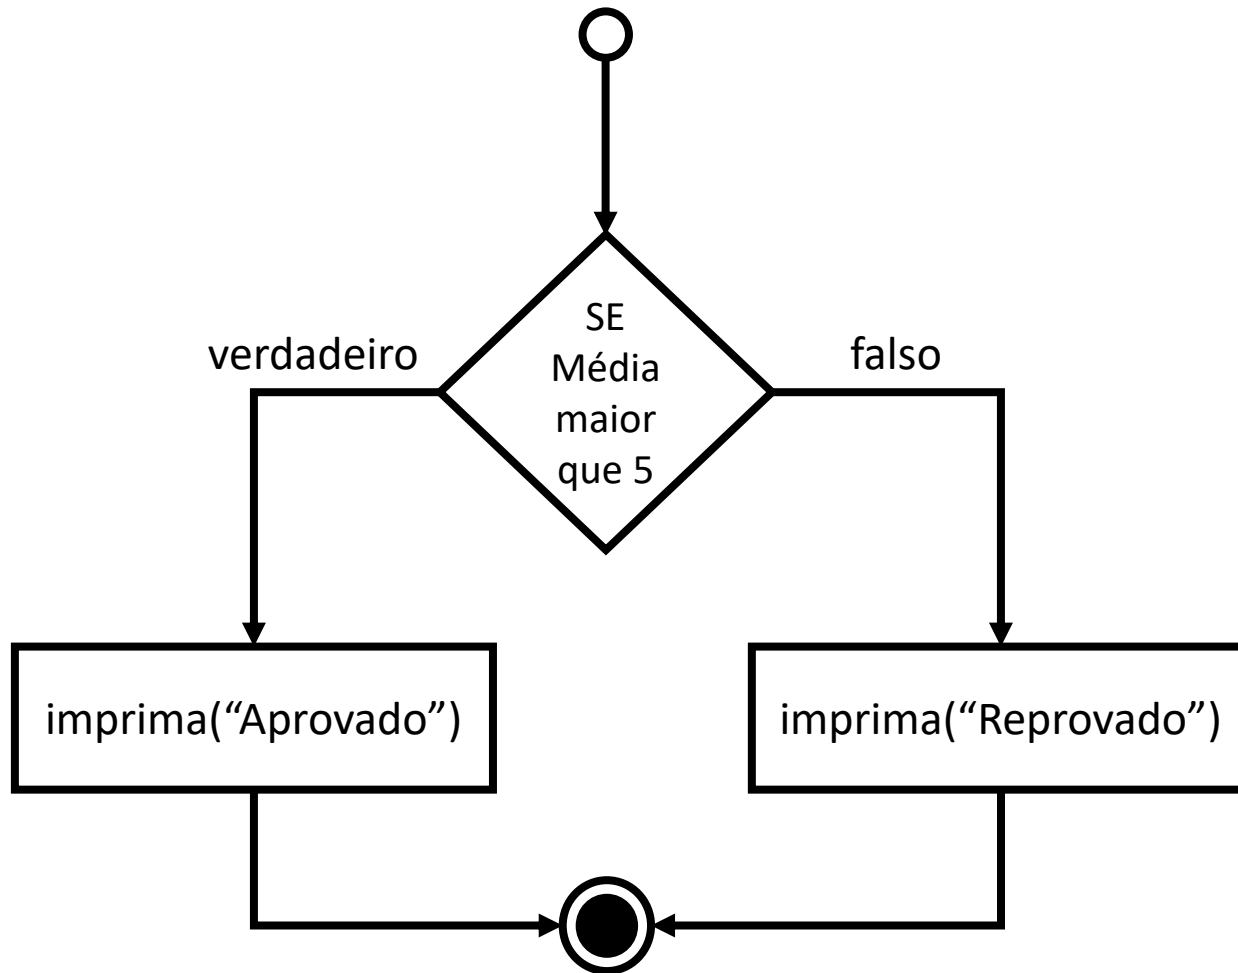 SE
Média
maior
que 5
verdadeiro
falso
imprima(“Aprovado”)
imprima(“Reprovado”)